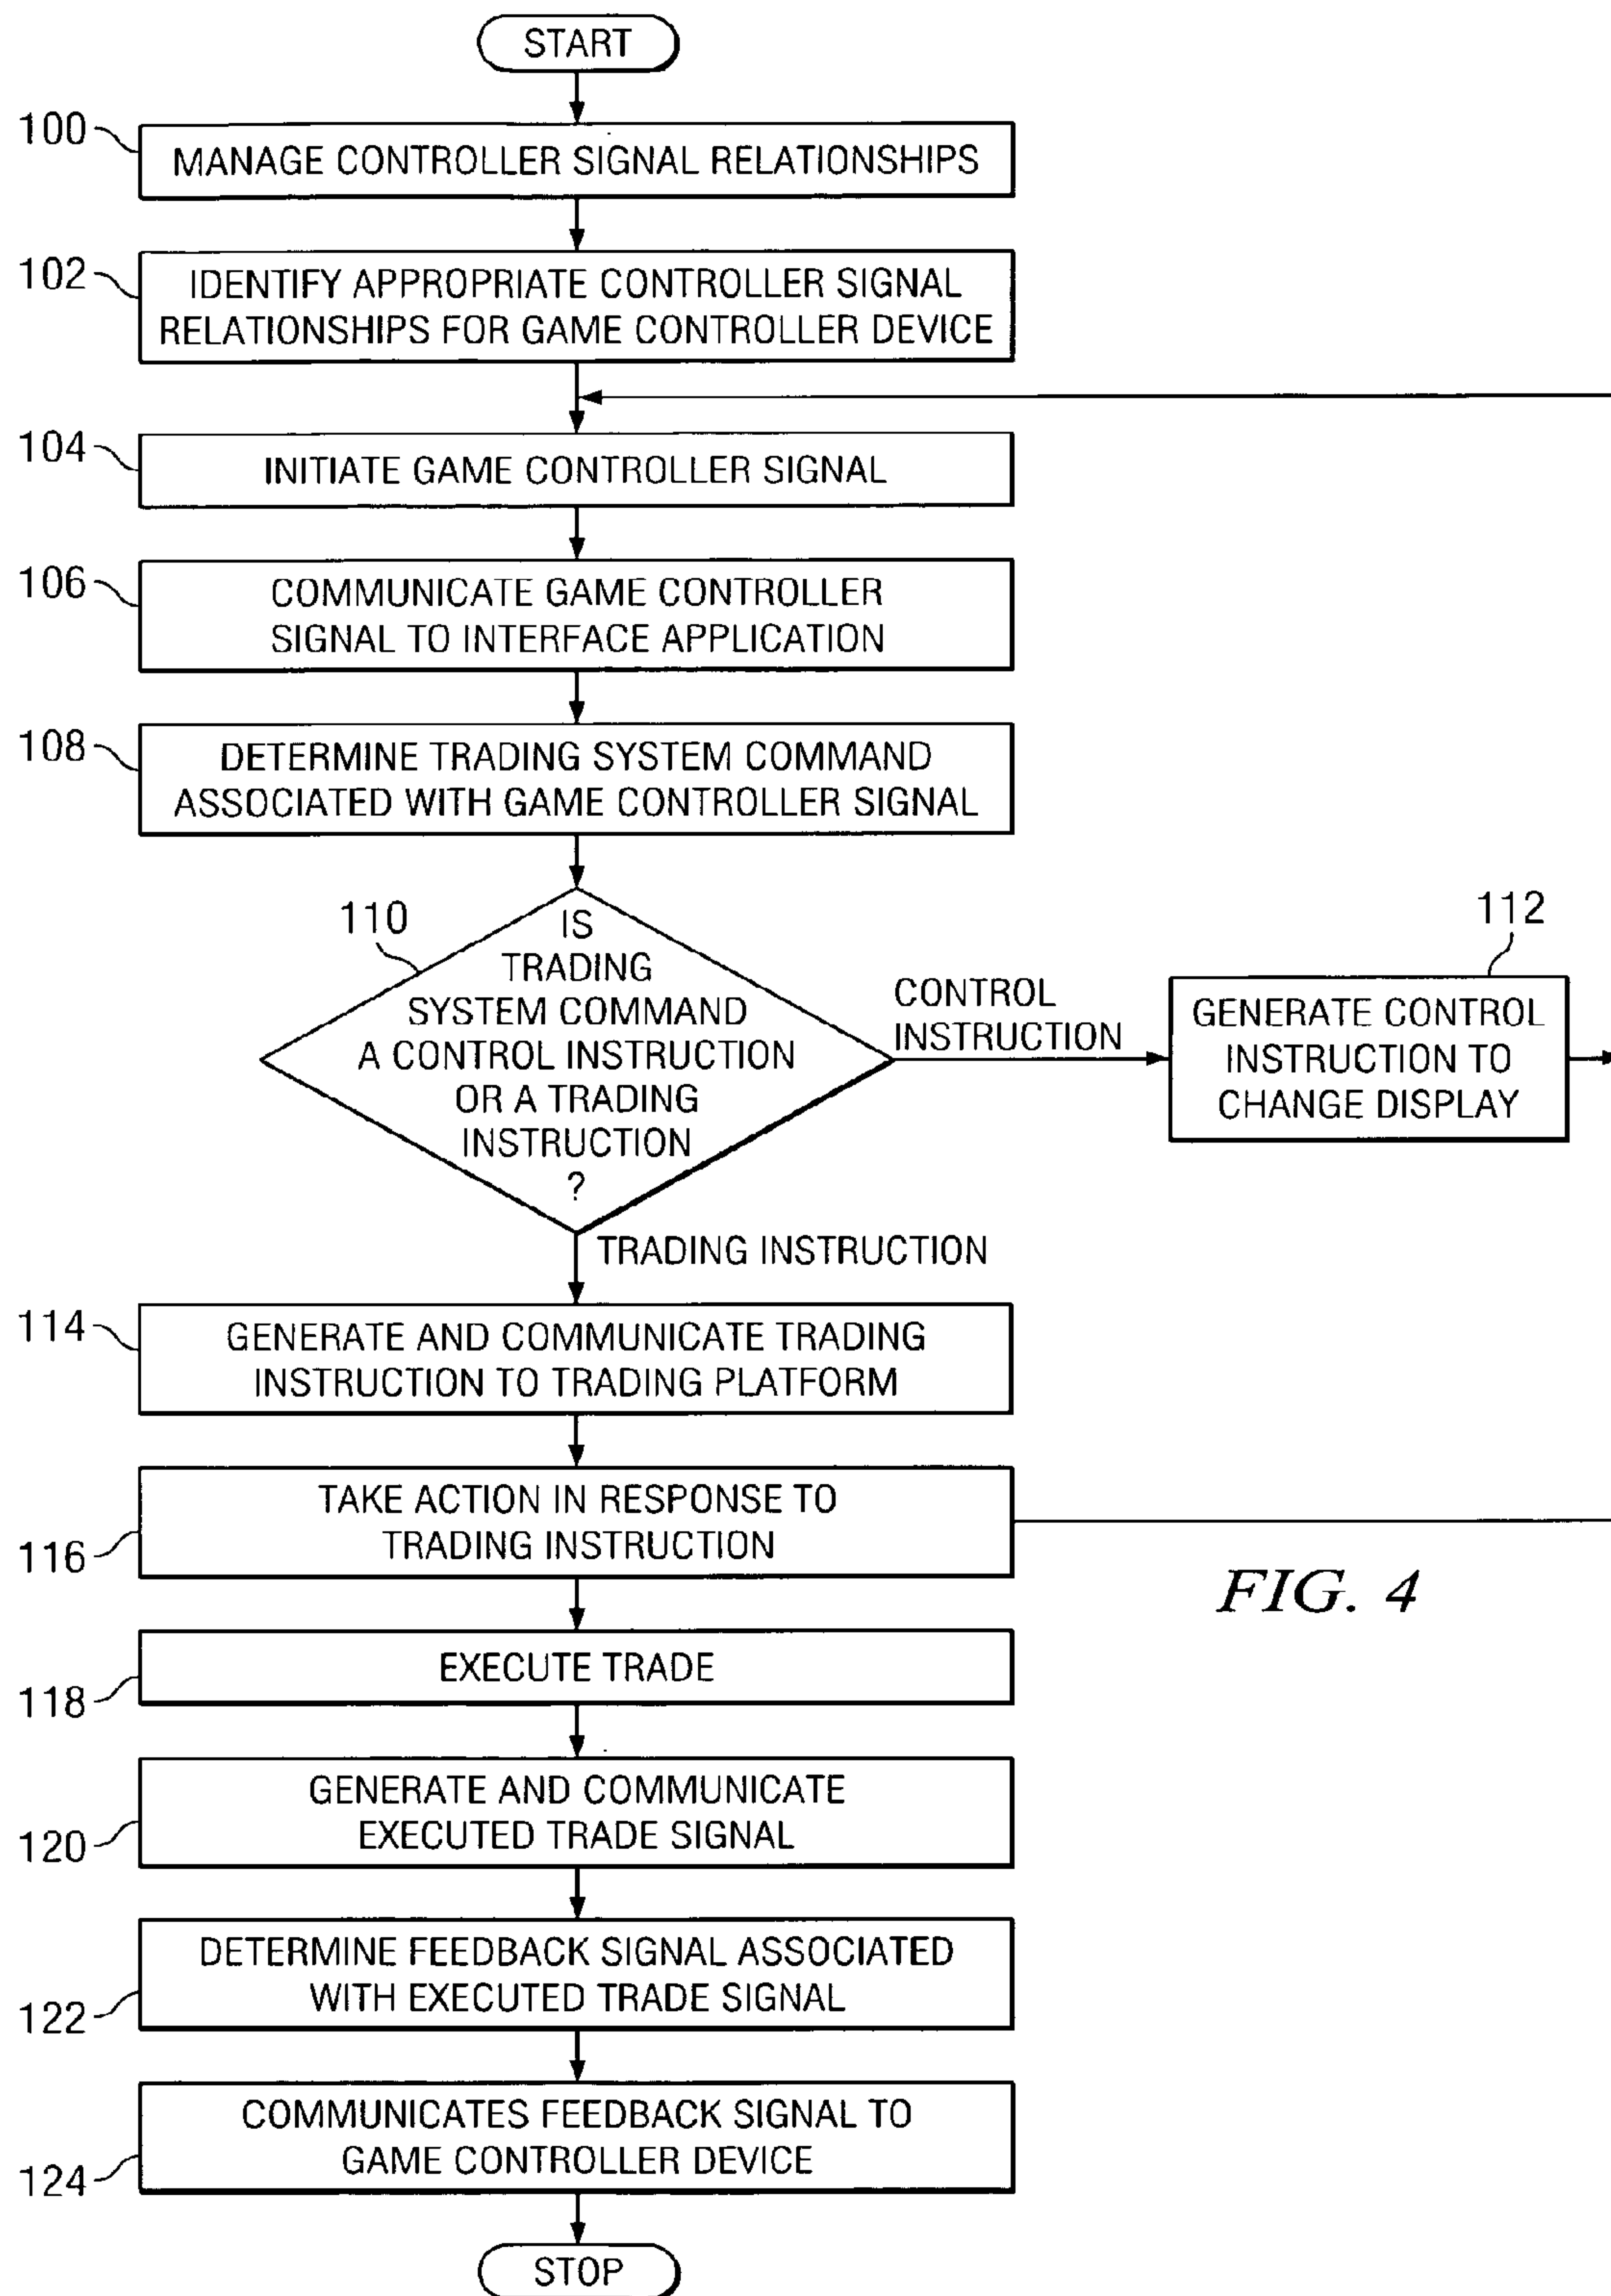 START
100
MANAGE CONTROLLER SIGNAL RELATIONSHIPS
102
IDENTIFY APPROPRIATE CONTROLLER SIGNAL
RELATIONSHIPS FOR GAME CONTROLLER DEVICE
104
INITIATE GAME CONTROLLER SIGNAL
106
COMMUNICATE GAME CONTROLLER
SIGNAL TO INTERFACE APPLICATION
108
DETERMINE TRADING SYSTEM COMMAND
ASSOCIATED WITH GAME CONTROLLER SIGNAL
110
IS
TRADING
SYSTEM COMMAND
A CONTROL INSTRUCTION
OR A TRADING
INSTRUCTION
?
CONTROL
INSTRUCTION
112
GENERATE CONTROL
INSTRUCTION TO
CHANGE DISPLAY
TRADING INSTRUCTION
114
GENERATE AND COMMUNICATE TRADING
INSTRUCTION TO TRADING PLATFORM
116
TAKE ACTION IN RESPONSE TO
TRADING INSTRUCTION
FIG. 4
118
EXECUTE TRADE
120
GENERATE AND COMMUNICATE
EXECUTED TRADE SIGNAL
122
DETERMINE FEEDBACK SIGNAL ASSOCIATED
WITH EXECUTED TRADE SIGNAL
124
COMMUNICATES FEEDBACK SIGNAL TO
GAME CONTROLLER DEVICE
STOP